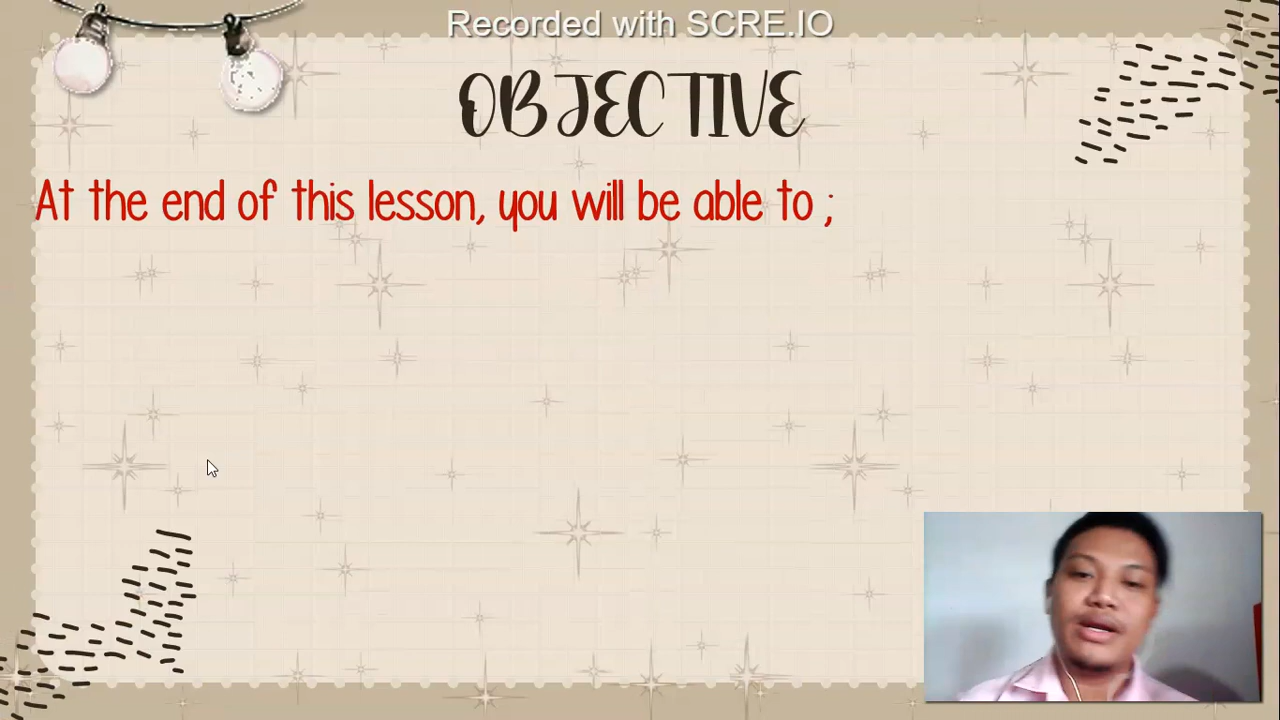 Recorded with SCRE.IO
OBJECTIVE
At the end of this lesson, you will be able to ;